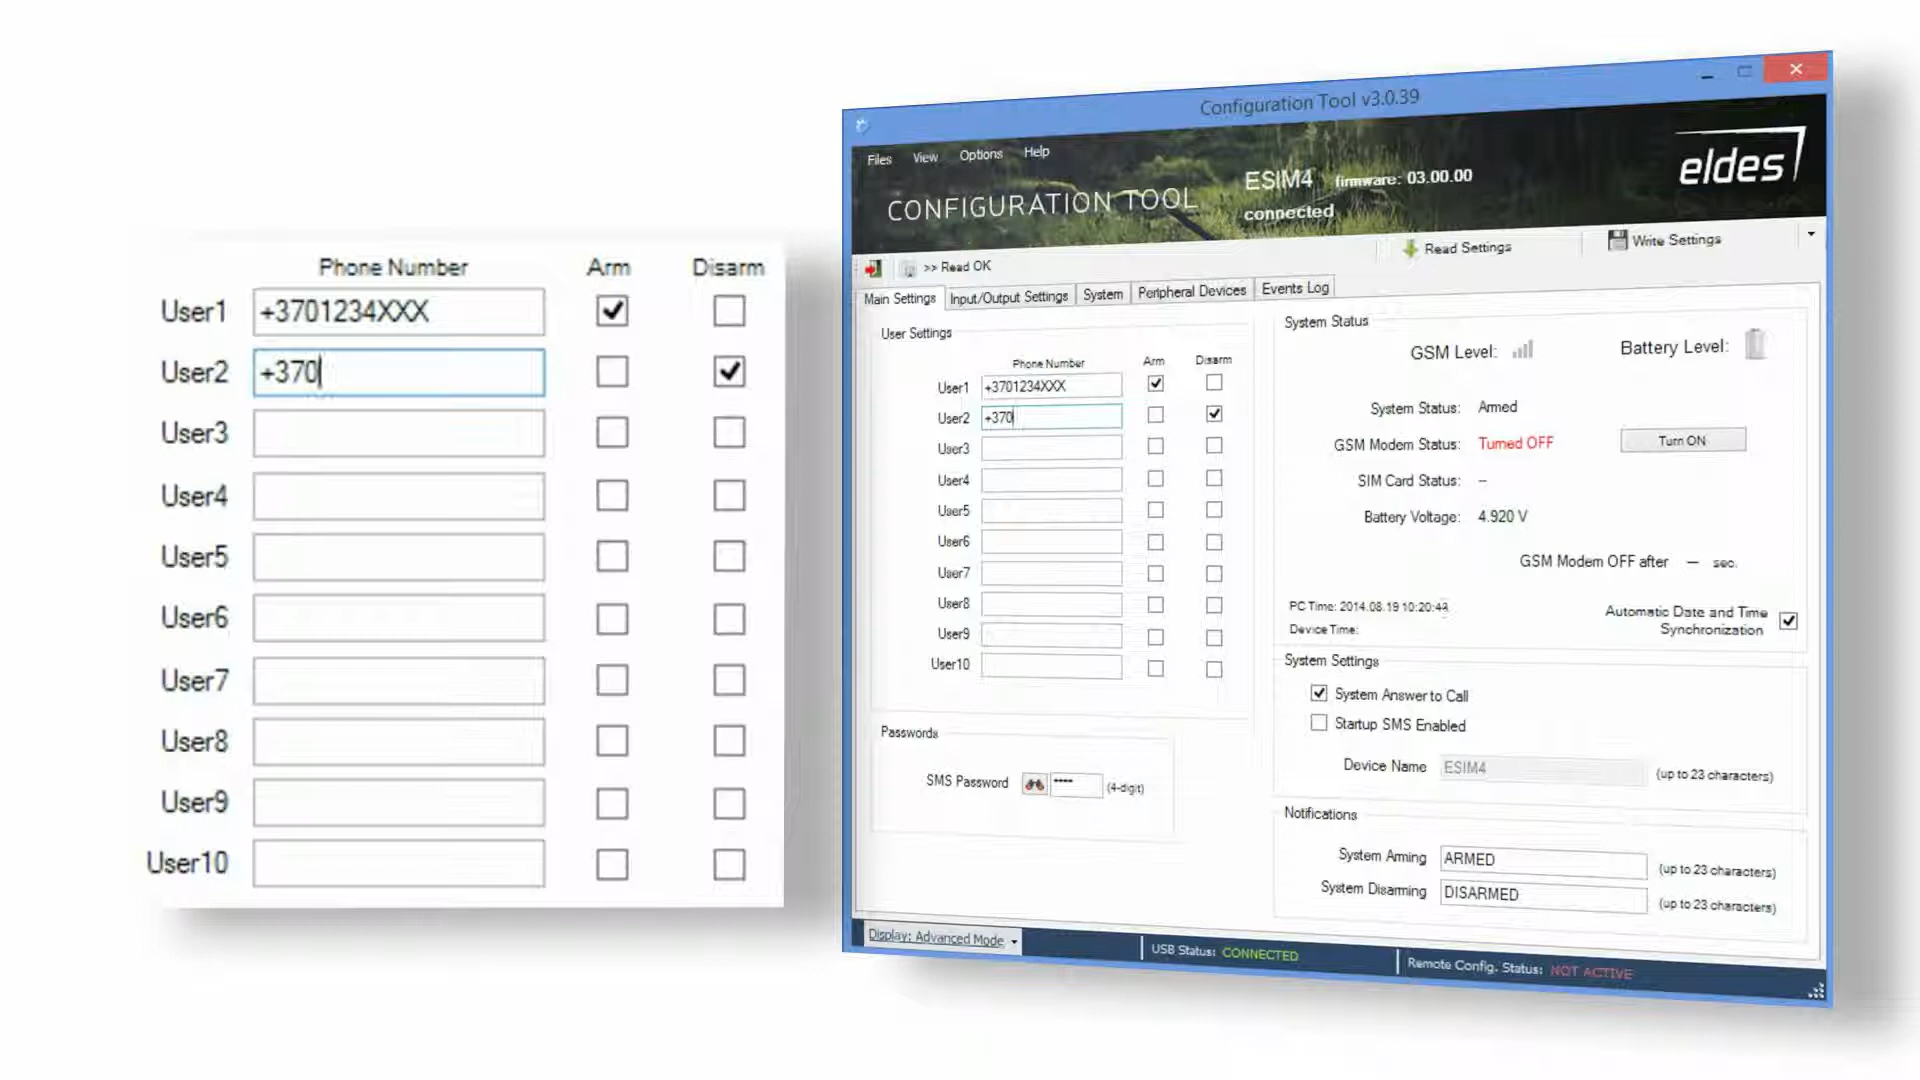 Phone Number Arm Disarm
User1 +3701234XXX
User2 +370
User3
User4
User5
User6
User7
User8
User9
User10
Configuration Tool v3.0.39
Files View Options Help
CONFIGURATION TOOL
ESIM4 firmware: 03.00.00
connected
eldes
>> Read OK
Read Settings
Write Settings
Main Settings Input/Output Settings System Peripheral Devices Events Log
User Settings
Phone Number Arm Disarm
User1 +3701234XXX
User2 +370
User3
User4
User5
User6
User7
User8
User9
User10
Passwords
SMS Password **** (4-digit)
System Status
GSM Level:
Battery Level:
System Status: Armed
GSM Modem Status: Turned OFF
Turn ON
SIM Card Status: --
Battery Voltage: 4.920 V
GSM Modem OFF after -- sec.
PC Time: 2014.08.19 10:20:43
Device Time:
Automatic Date and Time
Synchronization
System Settings
System Answer to Call
Startup SMS Enabled
Device Name ESIM4 (up to 23 characters)
Notifications
System Arming ARMED (up to 23 characters)
System Disarming DISARMED (up to 23 characters)
Display: Advanced Mode
USB Status: CONNECTED
Remote Config. Status: NOT ACTIVE